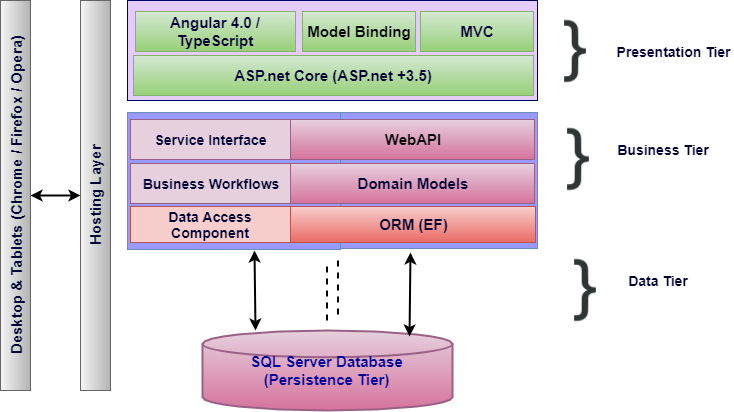 Desktop & Tablets (Chrome / Firefox / Opera)
Hosting Layer
Angular 4.0 /
TypeScript
Model Binding
MVC
ASP.net Core (ASP.net +3.5)
Presentation Tier
Service Interface
WebAPI
Business Workflows
Domain Models
Data Access
Component
ORM (EF)
Business Tier
Data Tier
SQL Server Database
(Persistence Tier)